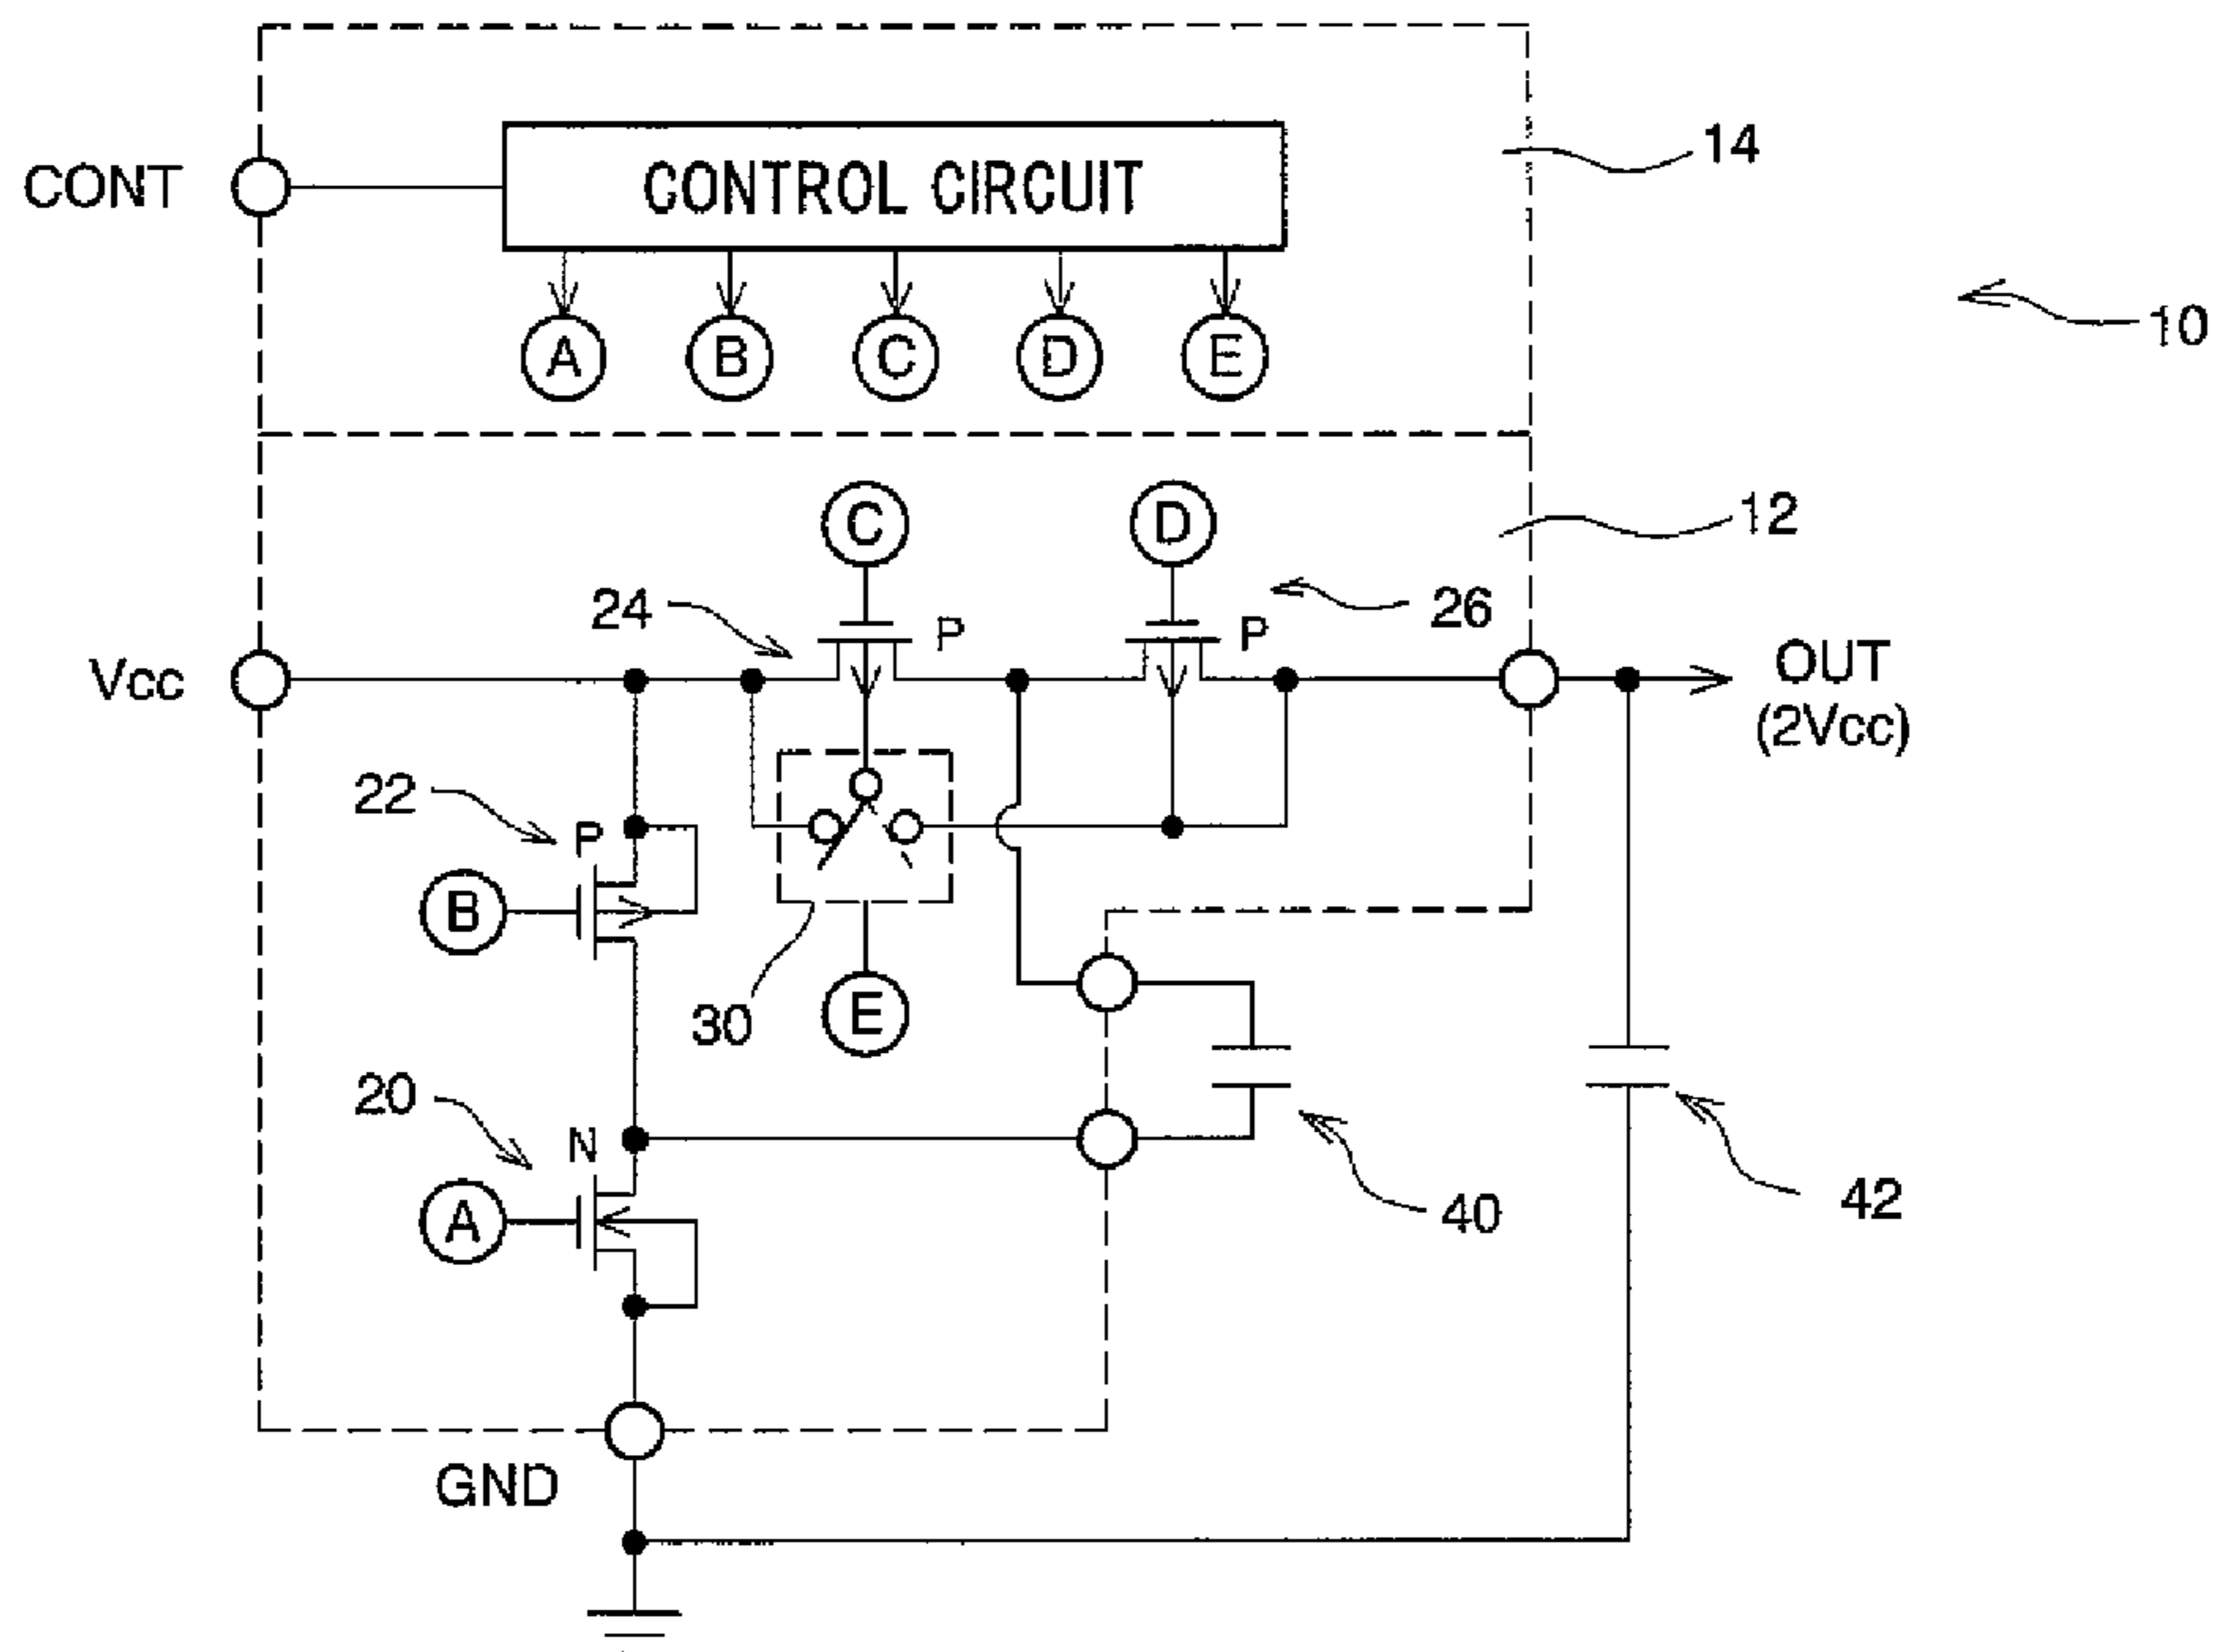 14
CONT
CONTROL CIRCUIT
10
A
B
C
D
E
12
C
D
24
P
26
P
Vcc
OUT
(2Vcc)
22
P
B
30
E
20
N
A
40
42
GND